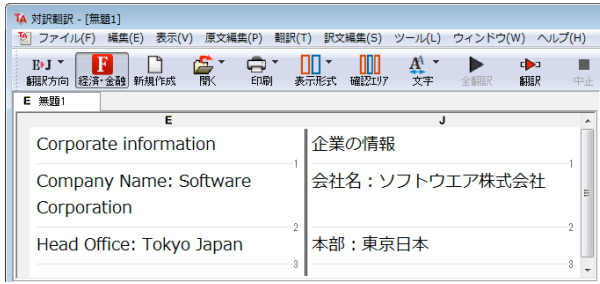 対訳翻訳 - [無題1]
ファイル(F) 編集(E) 表示(V) 原文編集(P) 翻訳(T) 訳文編集(S) ツール(L) ウィンドウ(W) ヘルプ(H)
翻訳方向 経済・金融 新規作成 開く 印刷 表示形式 確認エリア 文字 全翻訳 翻訳 中止
E 無題1
E J
Corporate information 企業の情報
1 1
Company Name: Software 会社名：ソフトウエア株式会社
Corporation
2 2
Head Office: Tokyo Japan 本部：東京日本
3 3